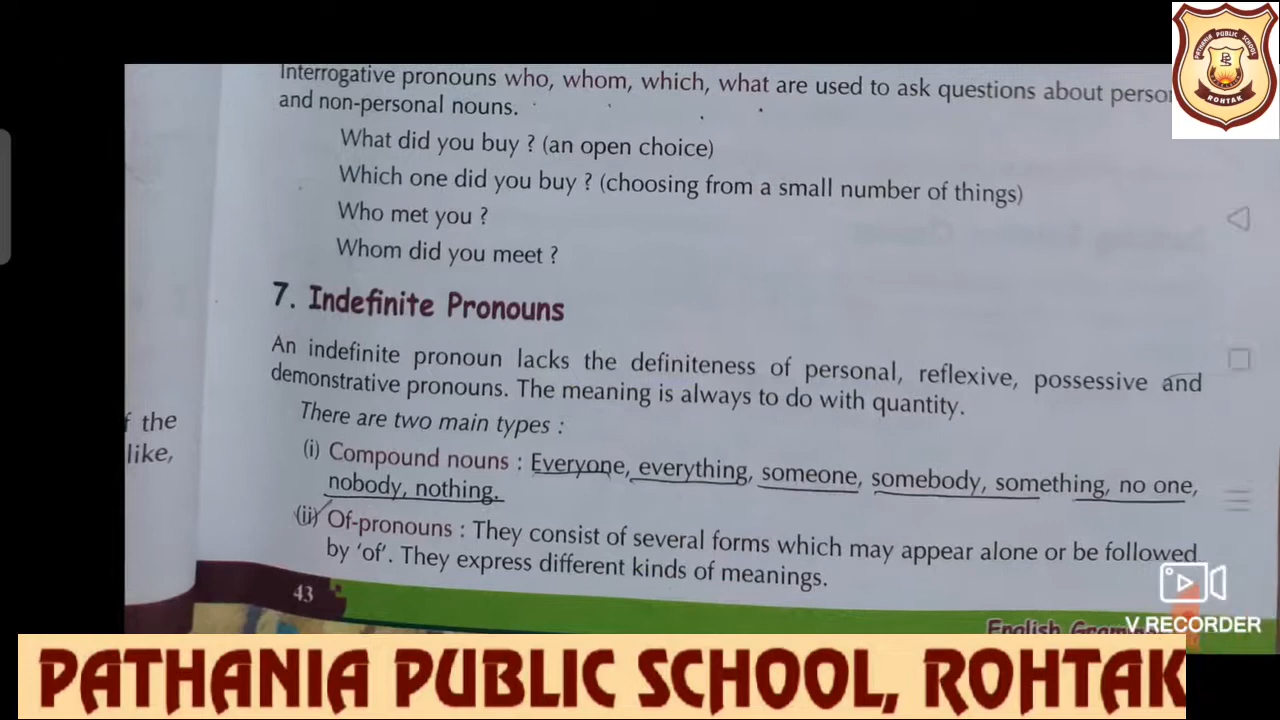 PATHANIA PUBLIC SCHOOL
ROHTAK
Interrogative pronouns who, whom, which, what are used to ask questions about
and non-personal nouns.
What did you buy ? (an open choice)
Which one did you buy ? (choosing from a small number of things)
Who met you ?
Whom did you meet ?
7. Indefinite Pronouns
An indefinite pronoun lacks the definiteness of personal, reflexive, possessive and
demonstrative pronouns. The meaning is always to do with quantity.
There are two main types :
the
like,
(i) Compound nouns : Everyone, everything, someone, somebody, something, no one,
nobody, nothing.
(ii) Of-pronouns : They consist of several forms which may appear alone or be followed
by 'of'. They express different kinds of meanings.
43
English
V RECORDER
PATHANIA PUBLIC SCHOOL, ROHTAK